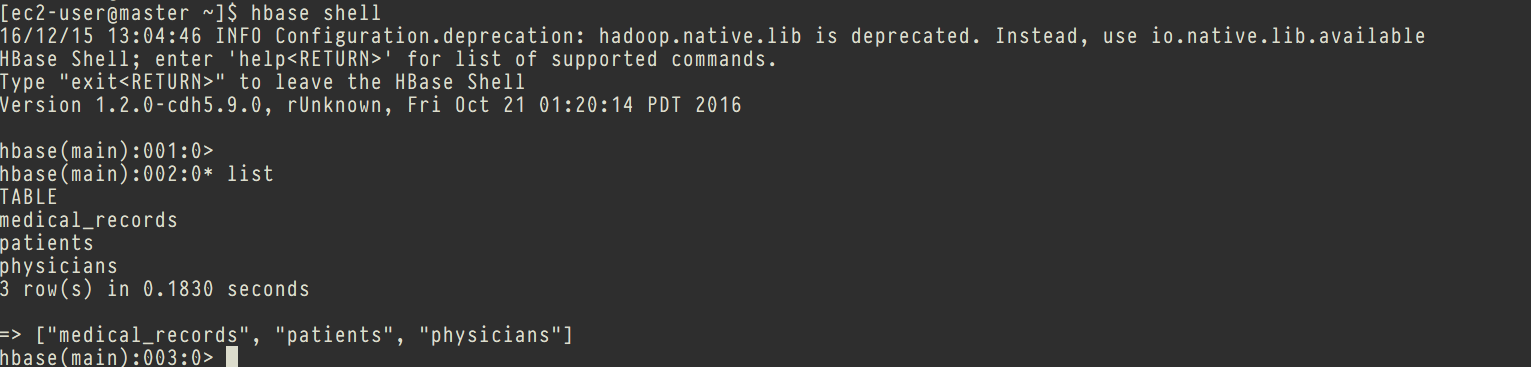 [ec2-user@master ~]$ hbase shell
16/12/15 13:04:46 INFO Configuration.deprecation: hadoop.native.lib is deprecated. Instead, use io.native.lib.available
HBase Shell; enter 'help<RETURN>' for list of supported commands.
Type "exit<RETURN>" to leave the HBase Shell
Version 1.2.0-cdh5.9.0, rUnknown, Fri Oct 21 01:20:14 PDT 2016
hbase(main):001:0>
hbase(main):002:0* list
TABLE
medical_records
patients
physicians
3 row(s) in 0.1830 seconds
=> ["medical_records", "patients", "physicians"]
hbase(main):003:0>